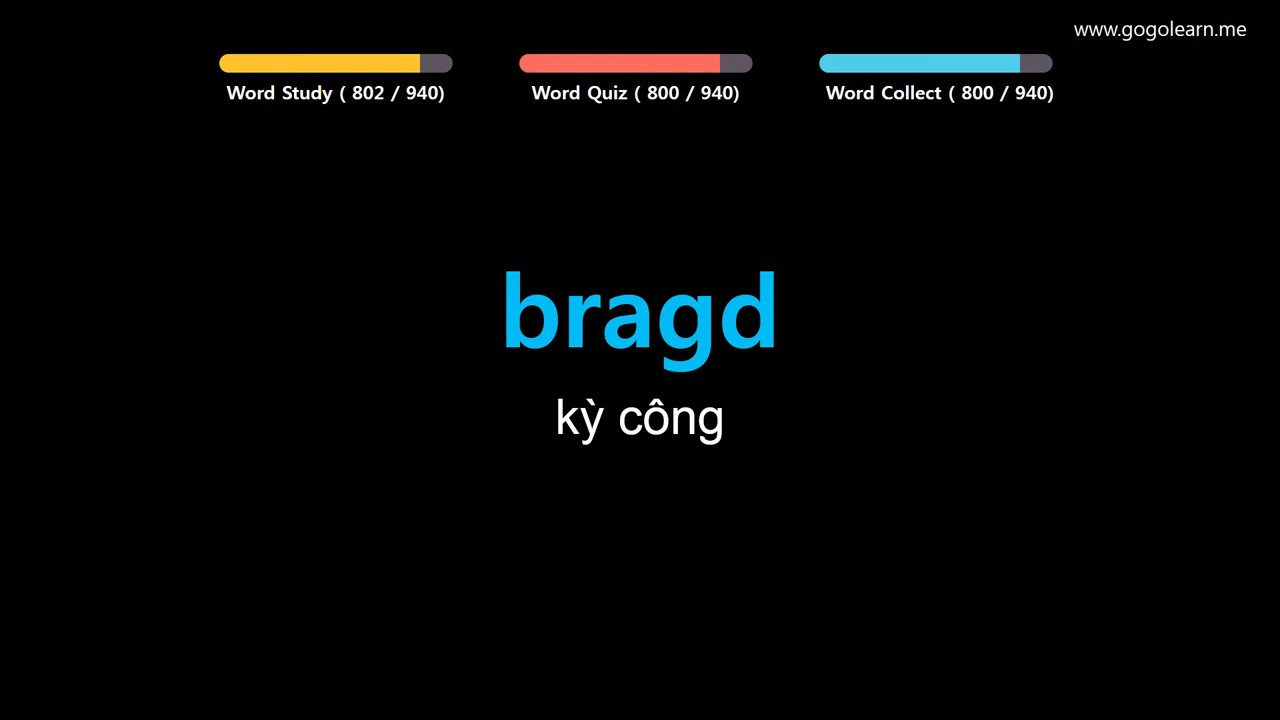 www.gogolearn.me
Word Study ( 802 / 940)
Word Quiz ( 800 / 940)
Word Collect ( 800 / 940)
bragd
kỳ công